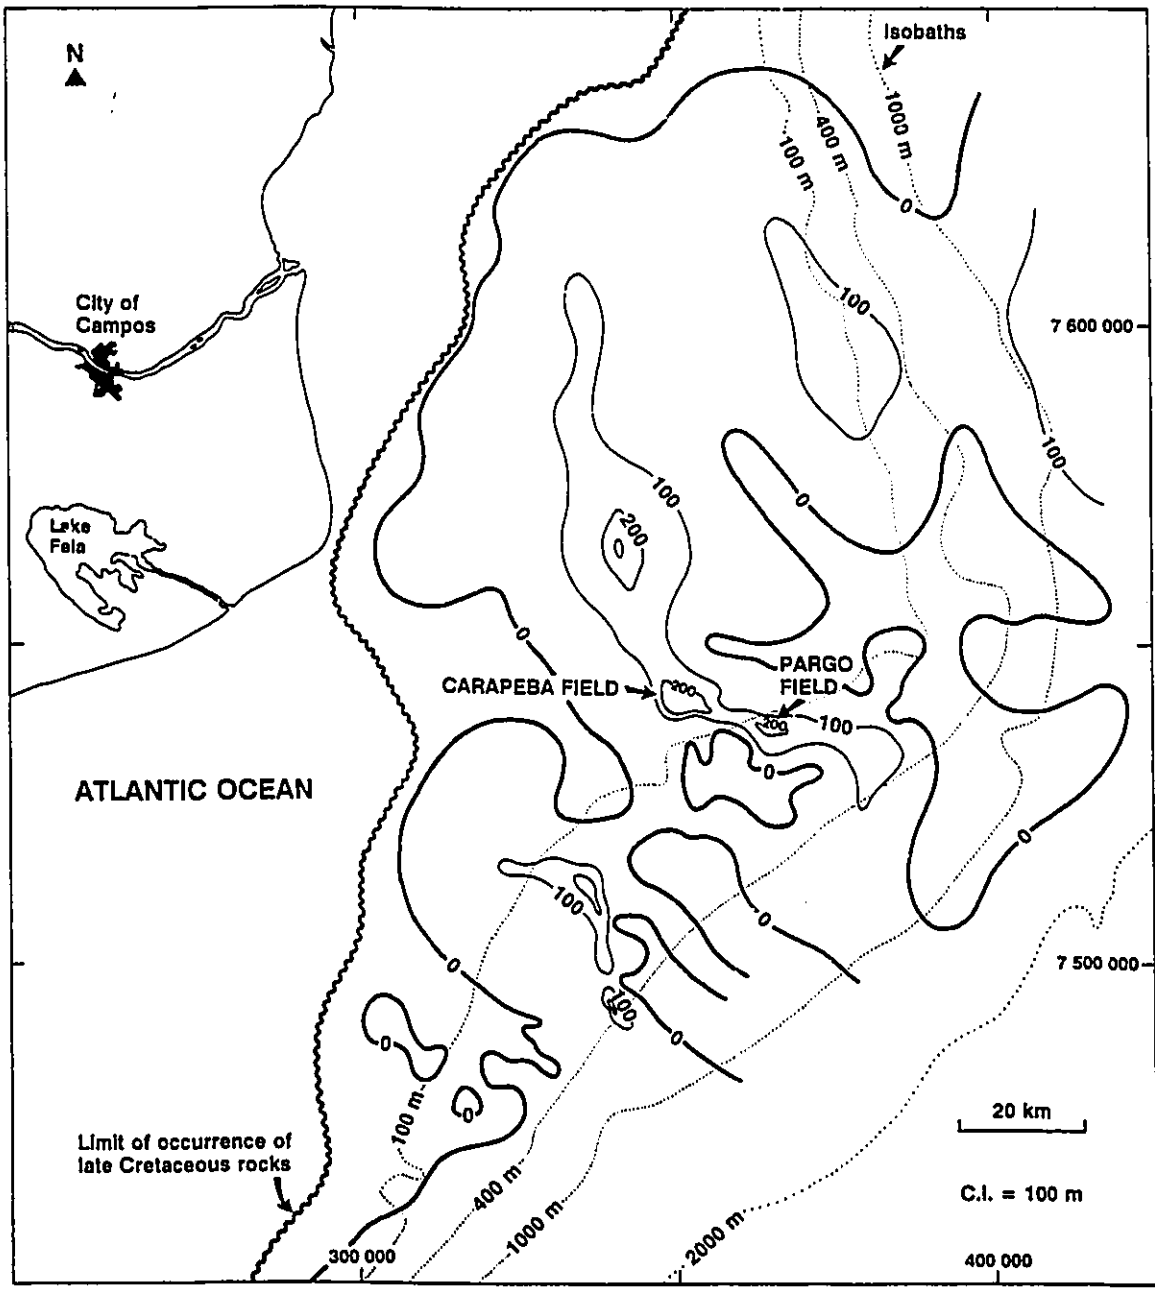 Isobaths
N
1000 m
400 m
100 m
0
City of
Campos
100
7 600 000
100
0
100
200
Lake
Feia
0
PARGO
FIELD
CARAPEBA FIELD
200
200
100
0
ATLANTIC OCEAN
0
100
0
0
7 500 000
100
0
0
0
100 m
20 km
Limit of occurrence of
late Cretaceous rocks
400 m
C.I. = 100 m
1000 m
2000 m
300 000
400 000